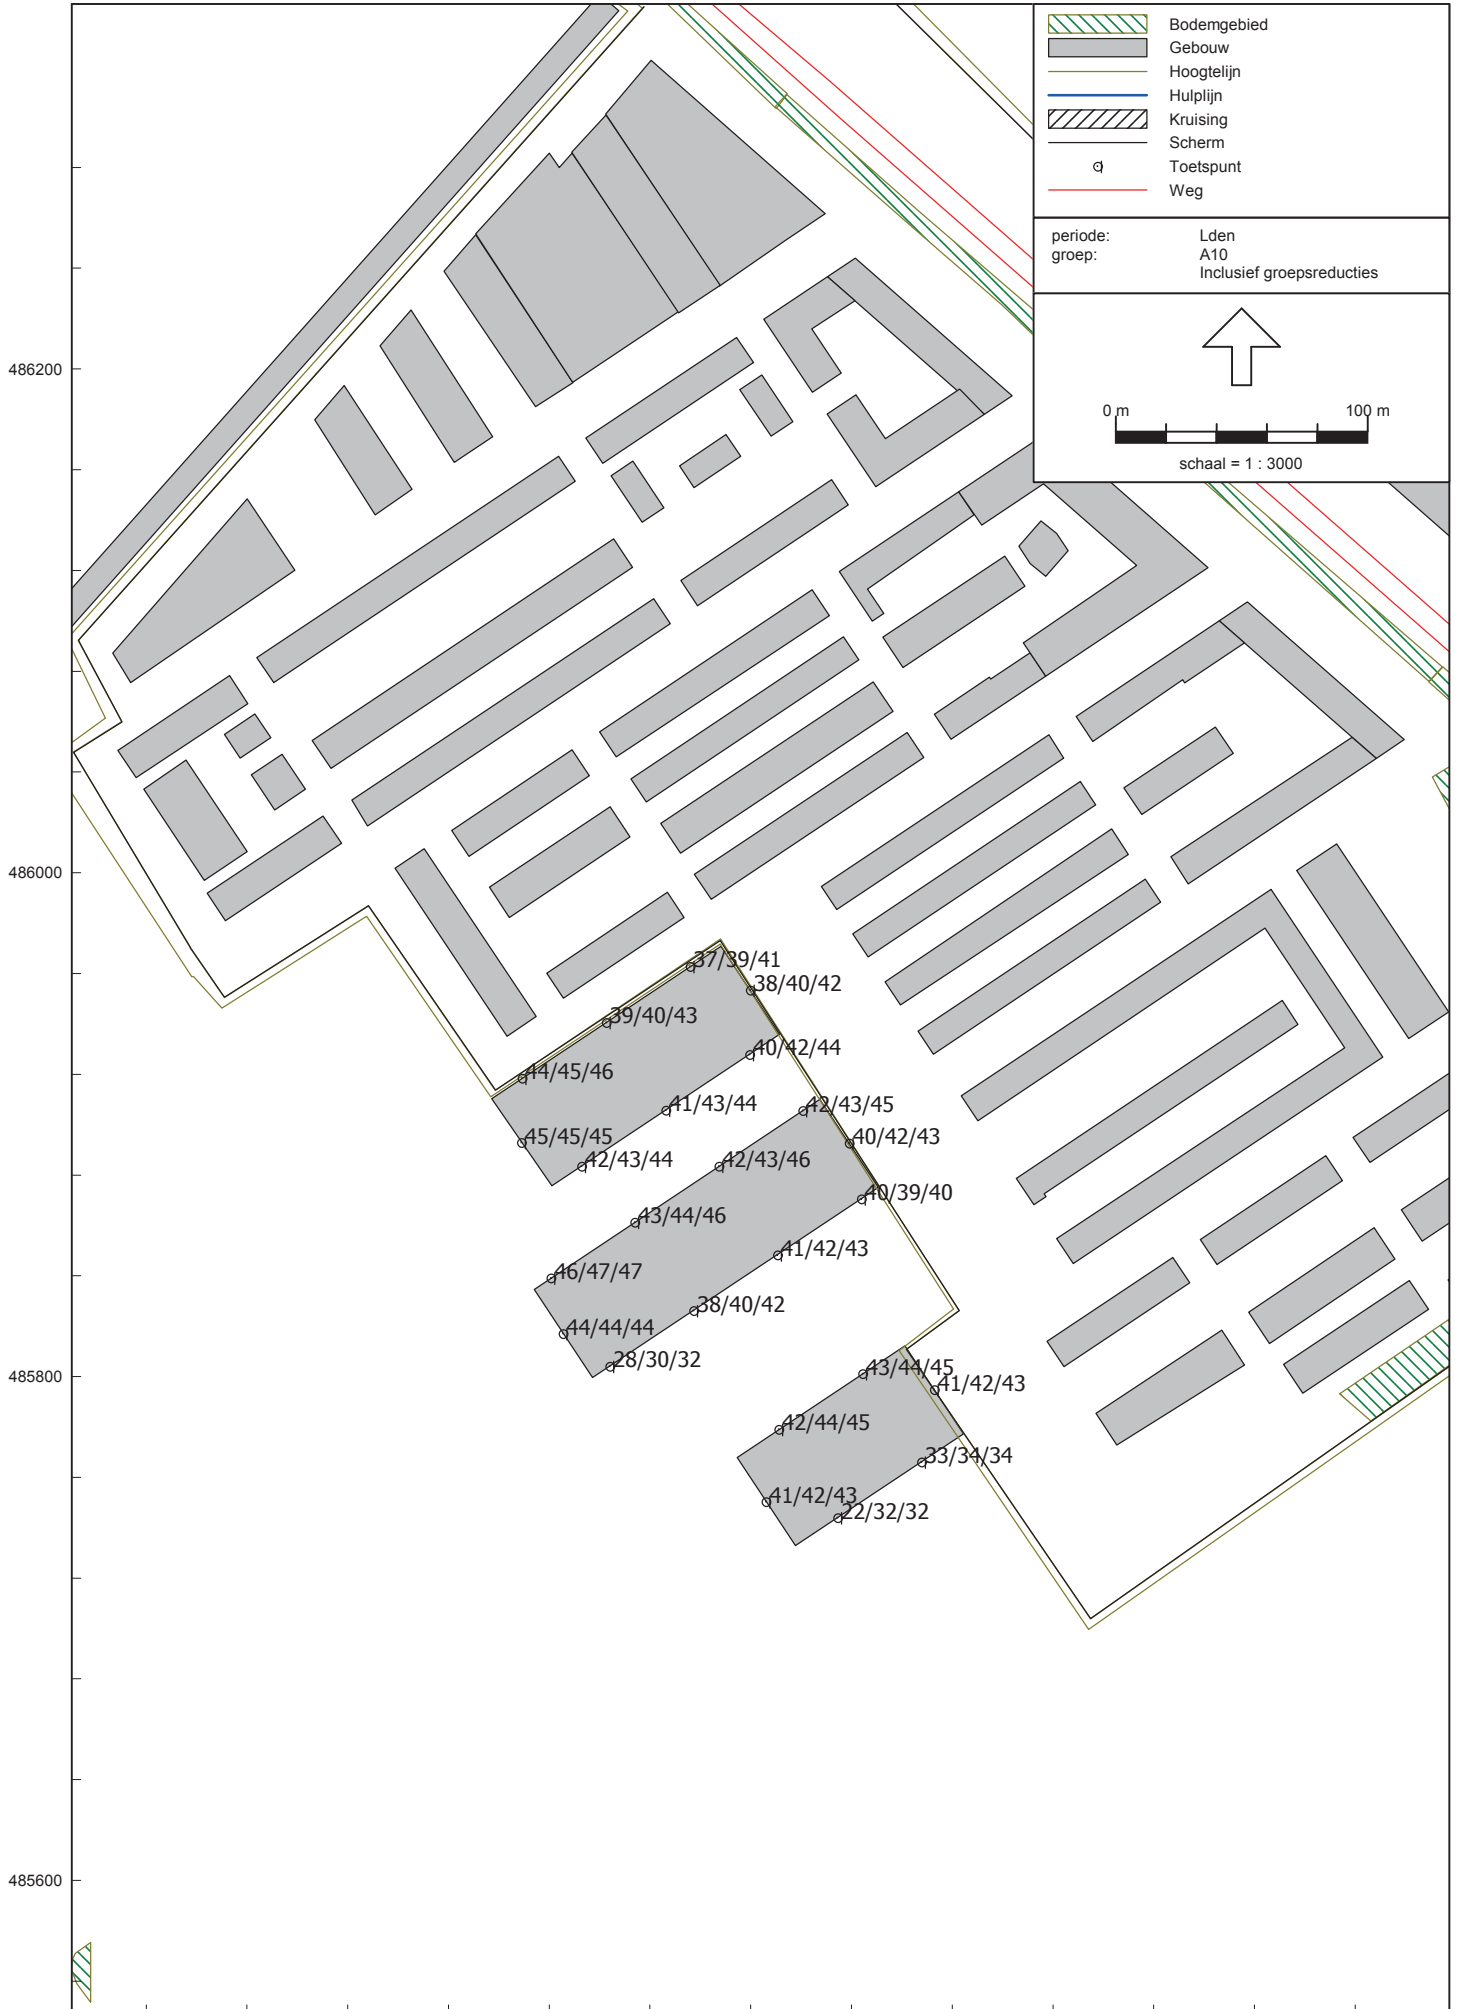 Bodemgebied
Gebouw
Hoogtelijn
Hulplijn
Kruising
Scherm
Toetspunt
Weg
periode: Lden
groep: A10
Inclusief groepsreducties
0 m 100 m
schaal = 1 : 3000
486200
486000
37/39/41
38/40/42
39/40/43
40/42/44
44/45/46
41/43/44
42/43/45
45/45/45
40/42/43
42/43/44
42/43/46
40/39/40
43/44/46
41/42/43
46/47/47
38/40/42
44/44/44
28/30/32
485800
43/44/45
41/42/43
42/44/45
33/34/34
41/42/43
22/32/32
485600